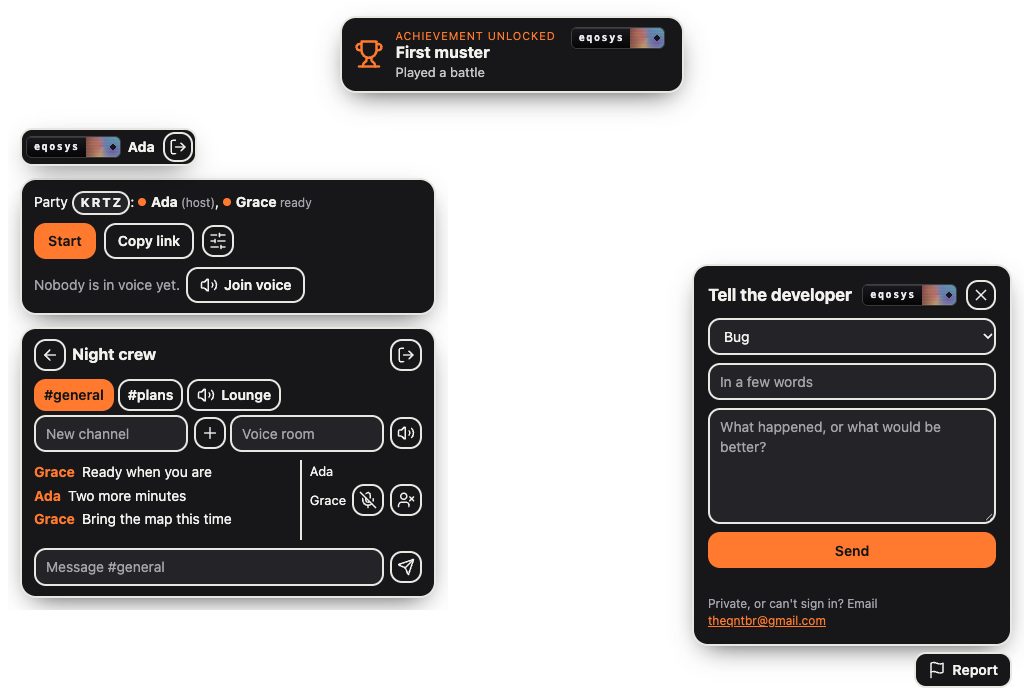 ACHIEVEMENT UNLOCKED eqosys
First muster
Played a battle
eqosys Ada
Party KRTZ: Ada (host), Grace ready
Start Copy link
Nobody is in voice yet. Join voice
Night crew
#general #plans Lounge
New channel Voice room
Grace Ready when you are
Ada Two more minutes
Grace Bring the map this time
Ada
Grace
Message #general
Tell the developer eqosys
Bug
In a few words
What happened, or what would be
better?
Send
Private, or can't sign in? Email
theqntbr@gmail.com
Report